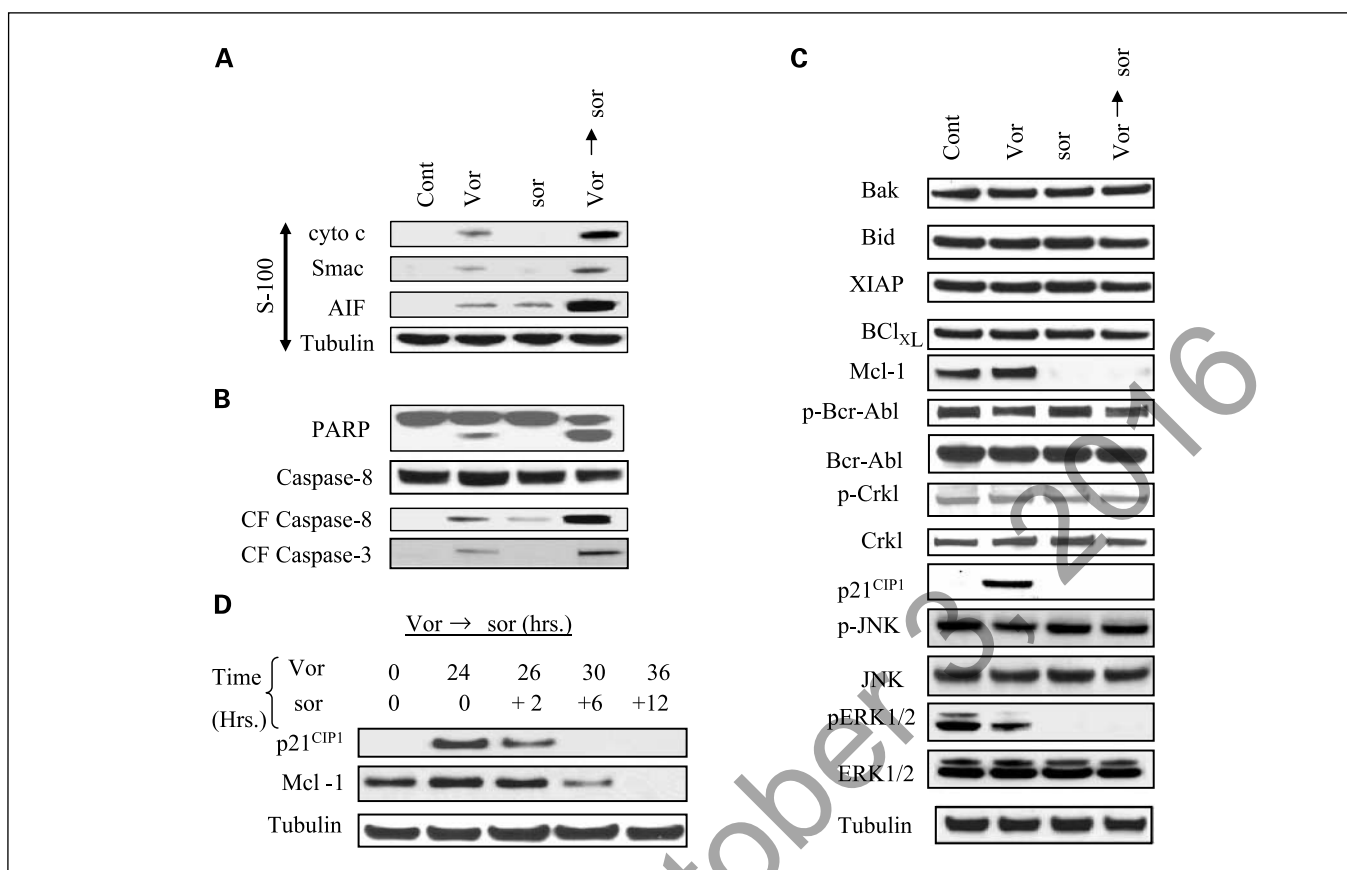 A
Cont
Vor
sor
Vor → sor
S-100
cyto c
Smac
AIF
Tubulin
B
PARP
Caspase-8
CF Caspase-8
CF Caspase-3
D
Vor → sor (hrs.)
Time (Hrs.)
Vor 0 24 26 30 36
sor 0 0 + 2 +6 +12
p21CIP1
Mcl -1
Tubulin
C
Cont
Vor
sor
Vor → sor
Bak
Bid
XIAP
BClXL
Mcl-1
p-Bcr-Abl
Bcr-Abl
p-Crkl
Crkl
p21CIP1
p-JNK
JNK
pERK1/2
ERK1/2
Tubulin
tober 3, 2016